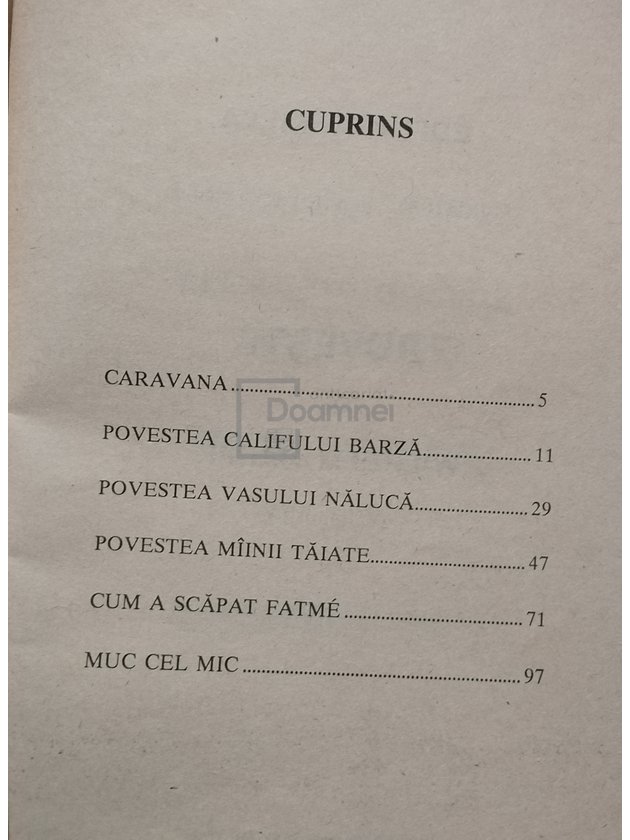 CUPRINS
CARAVANA.....5
Doamnei
POVESTEA CALIFULUI BARZĂ.....11
POVESTEA VASULUI NĂLUCĂ.....29
POVESTEA MÎINII TĂIATE.....47
CUM A SCĂPAT FATMÉ.....71
MUC CEL MIC.....97